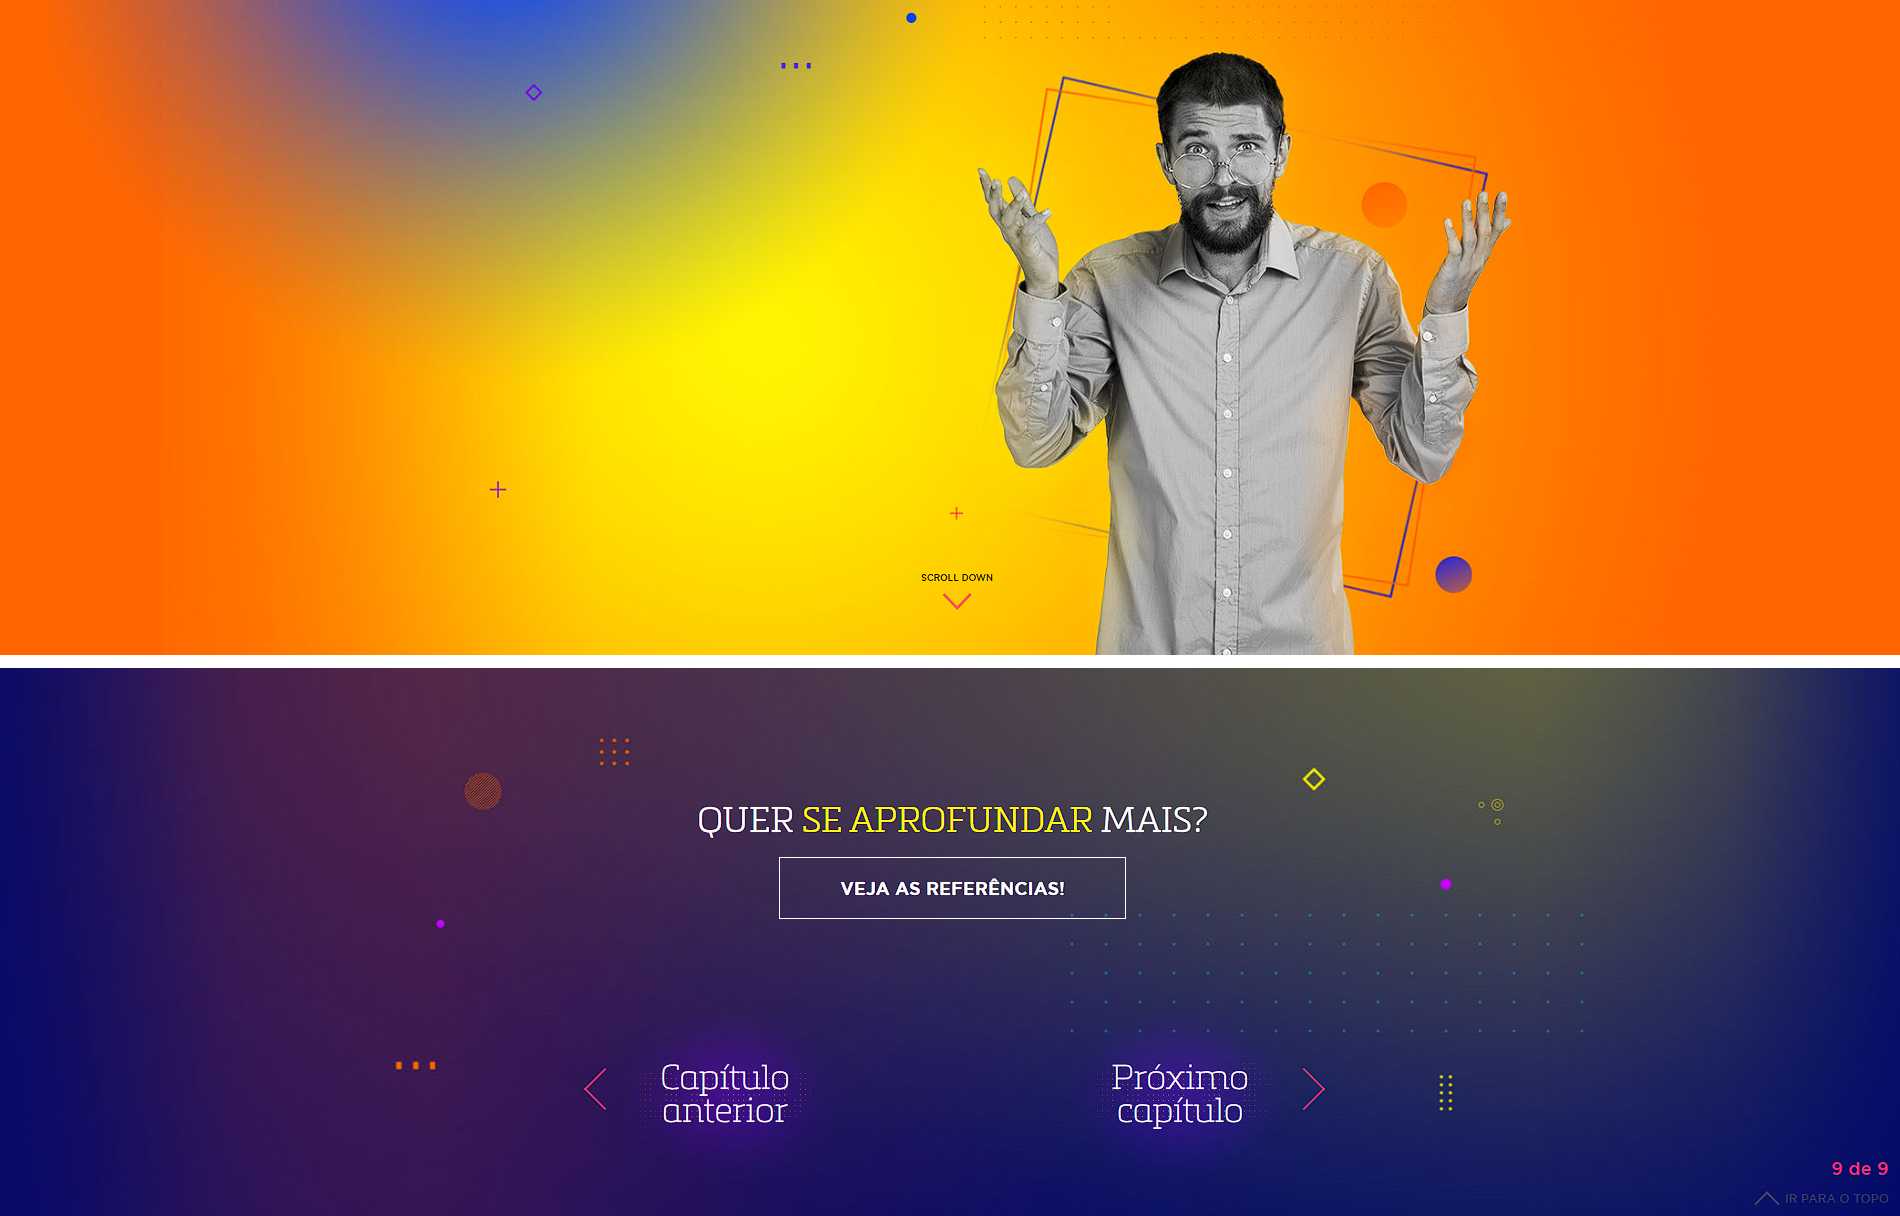 SCROLL DOWN
QUER SE APROFUNDAR MAIS?
VEJA AS REFERÊNCIAS!
Capítulo
anterior
Próximo
capítulo
9 de 9
IR PARA O TOPO